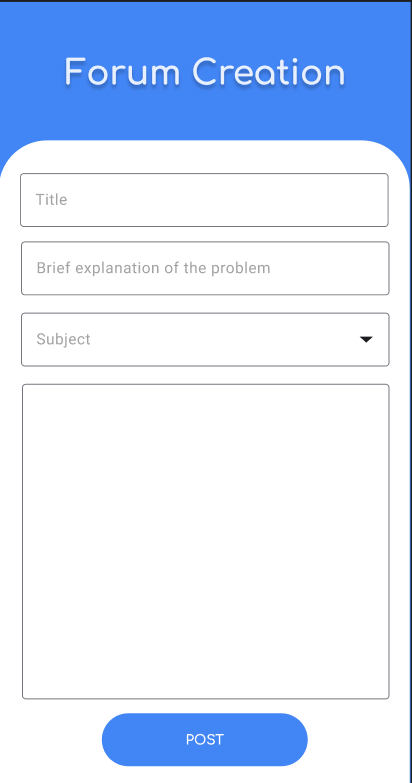 Forum Creation
Title
Brief explanation of the problem
Subject
POST